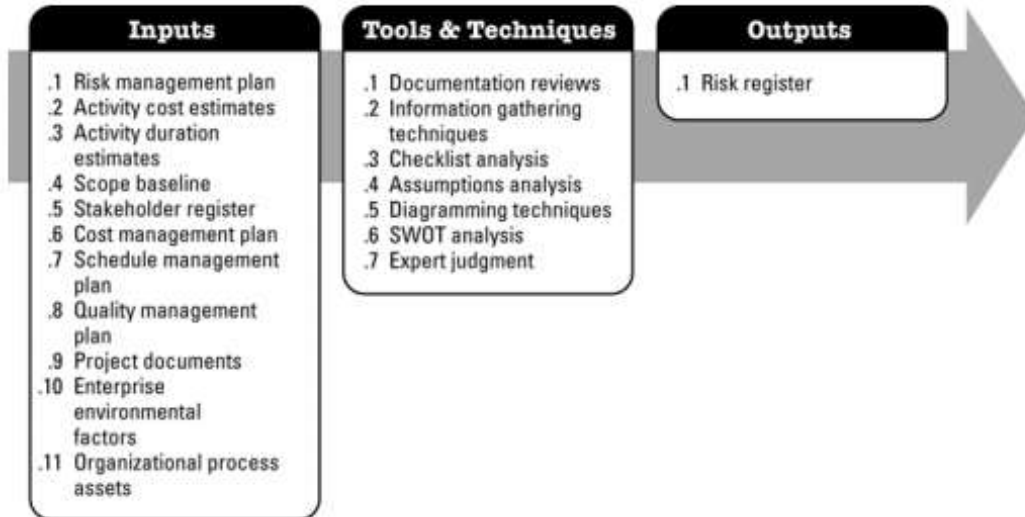 Inputs
.1 Risk management plan
.2 Activity cost estimates
.3 Activity duration
estimates
.4 Scope baseline
.5 Stakeholder register
.6 Cost management plan
.7 Schedule management
plan
.8 Quality management
plan
.9 Project documents
.10 Enterprise
environmental
factors
.11 Organizational process
assets
Tools & Techniques
.1 Documentation reviews
.2 Information gathering
techniques
.3 Checklist analysis
.4 Assumptions analysis
.5 Diagramming techniques
.6 SWOT analysis
.7 Expert judgment
Outputs
.1 Risk register